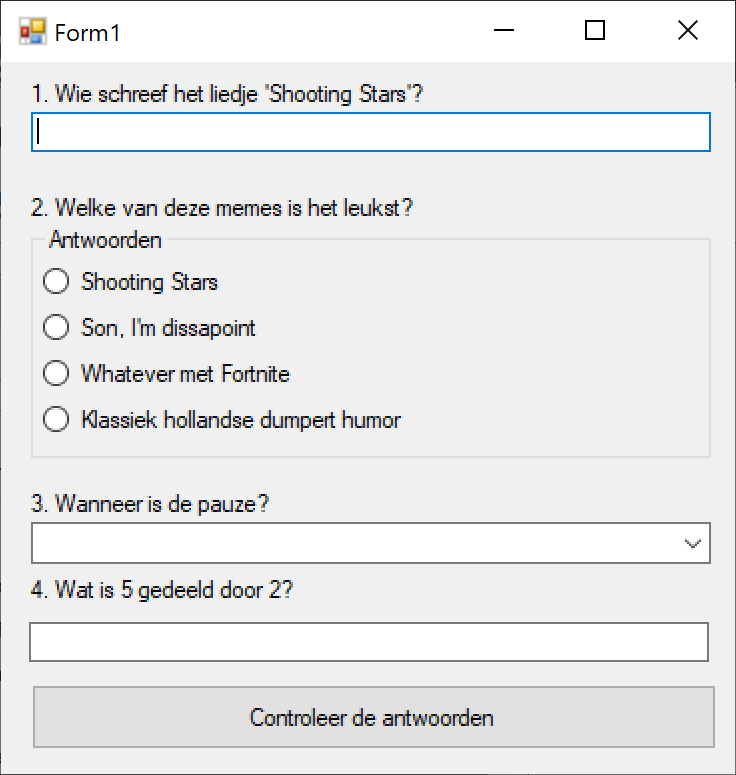 Form1
1. Wie schreef het liedje 'Shooting Stars'?
2. Welke van deze memes is het leukst?
Antwoorden
Shooting Stars
Son, I'm dissapoint
Whatever met Fortnite
Klassiek hollandse dumpert humor
3. Wanneer is de pauze?
4. Wat is 5 gedeeld door 2?
Controleer de antwoorden